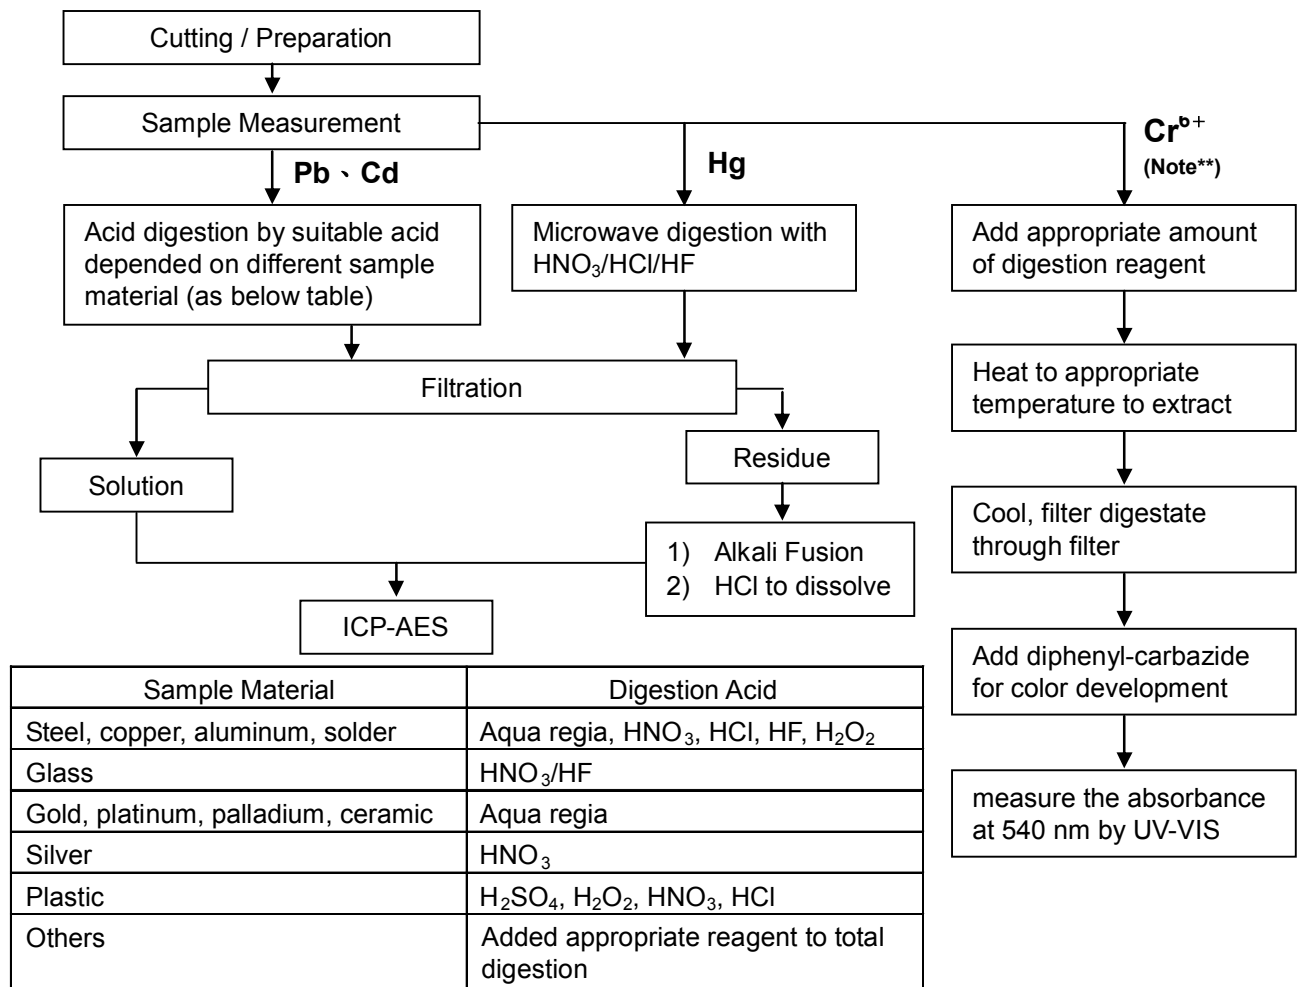 Cutting / Preparation
Sample Measurement
Pb、Cd
Hg
Cr⁶⁺
(Note**)
Acid digestion by suitable acid
depended on different sample
material (as below table)
Microwave digestion with
HNO₃/HCl/HF
Add appropriate amount
of digestion reagent
Filtration
Heat to appropriate
temperature to extract
Solution
Residue
Cool, filter digestate
through filter
1) Alkali Fusion
2) HCl to dissolve
ICP-AES
Add diphenyl-carbazide
for color development
measure the absorbance
at 540 nm by UV-VIS
Sample Material Digestion Acid
Steel, copper, aluminum, solder Aqua regia, HNO₃, HCl, HF, H₂O₂
Glass HNO₃/HF
Gold, platinum, palladium, ceramic Aqua regia
Silver HNO₃
Plastic H₂SO₄, H₂O₂, HNO₃, HCl
Others Added appropriate reagent to total
digestion